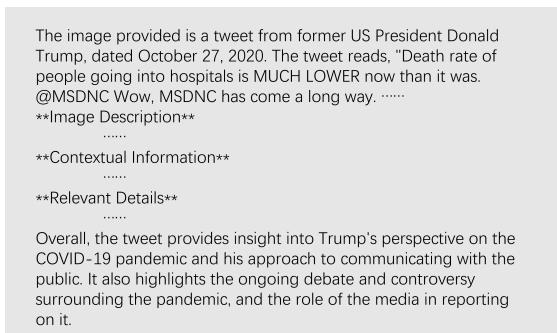 The image provided is a tweet from former US President Donald
Trump, dated October 27, 2020. The tweet reads, "Death rate of
people going into hospitals is MUCH LOWER now than it was.
@MSDNC Wow, MSDNC has come a long way. ······
**Image Description**
······
**Contextual Information**
······
**Relevant Details**
······
Overall, the tweet provides insight into Trump's perspective on the
COVID-19 pandemic and his approach to communicating with the
public. It also highlights the ongoing debate and controversy
surrounding the pandemic, and the role of the media in reporting
on it.